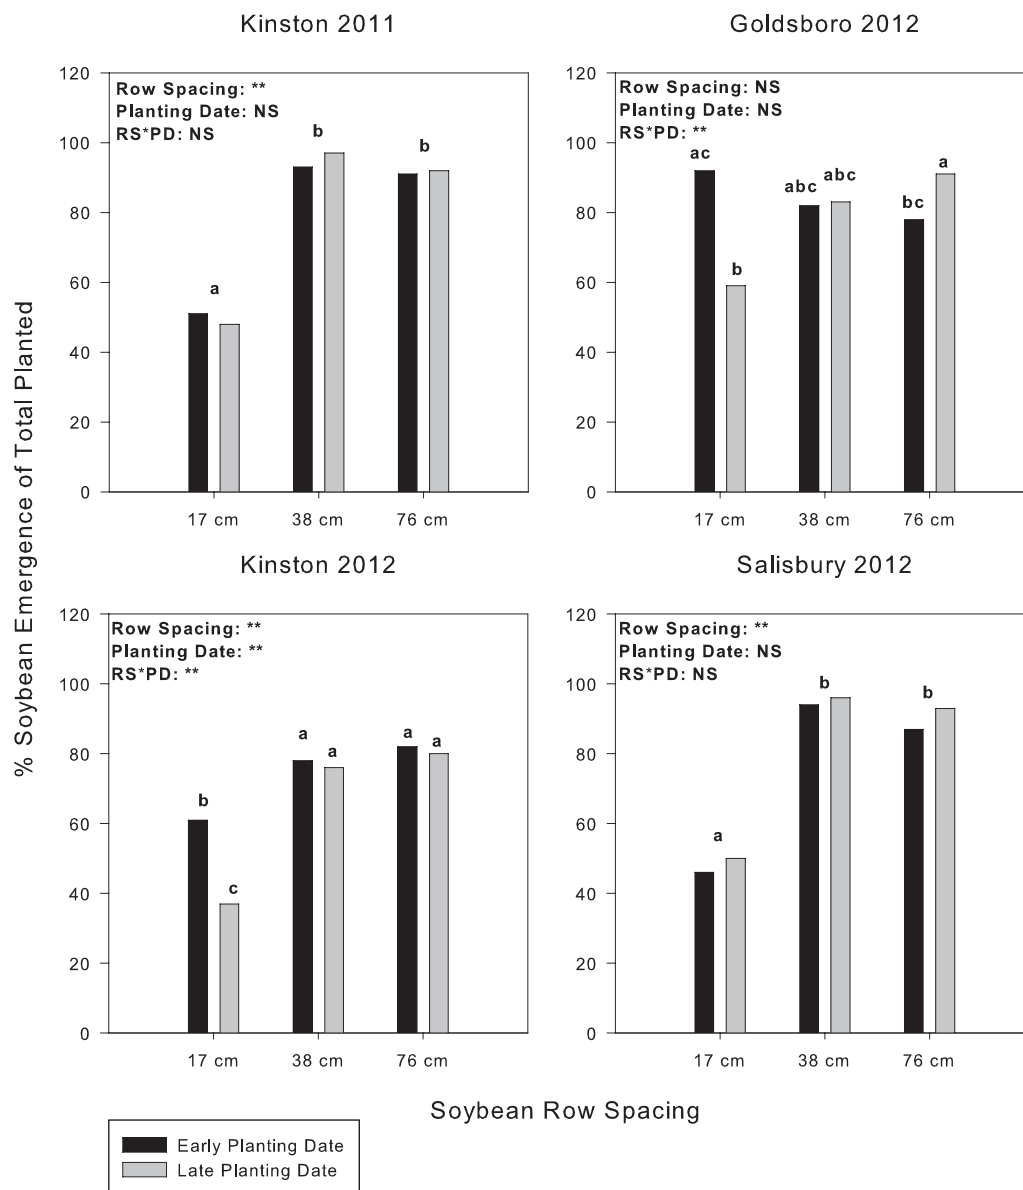 Kinston 2011
Row Spacing: **
Planting Date: NS
RS*PD: NS
120
100
80
60
40
20
0
a
b
b
17 cm
38 cm
76 cm
Goldsboro 2012
Row Spacing: NS
Planting Date: NS
RS*PD: **
120
100
80
60
40
20
0
ac
b
abc
abc
bc
a
17 cm
38 cm
76 cm
% Soybean Emergence of Total Planted
Kinston 2012
Row Spacing: **
Planting Date: **
RS*PD: **
120
100
80
60
40
20
0
b
c
a
a
a
a
17 cm
38 cm
76 cm
Salisbury 2012
Row Spacing: **
Planting Date: NS
RS*PD: NS
120
100
80
60
40
20
0
a
b
b
17 cm
38 cm
76 cm
Soybean Row Spacing
Early Planting Date
Late Planting Date